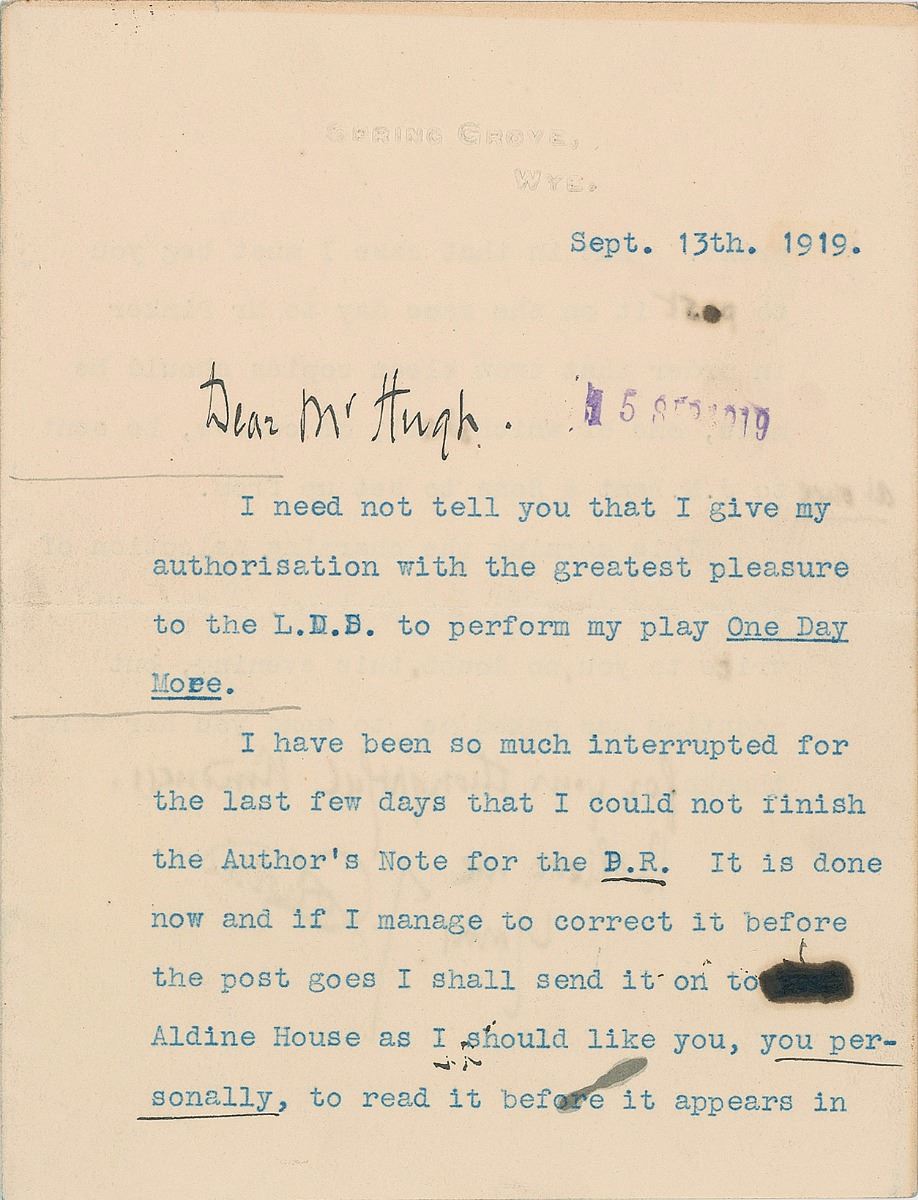 SPRING GROVE,
WYE.
Sept. 13th. 1919.
Dear Mr Hugh.
15 SEP 1919
I need not tell you that I give my
authorisation with the greatest pleasure
to the L.D.S. to perform my play One Day
More.
I have been so much interrupted for
the last few days that I could not finish
the Author's Note for the D.R. It is done
now and if I manage to correct it before
the post goes I shall send it on to
Aldine House as I should like you, you per-
sonally, to read it before it appears in